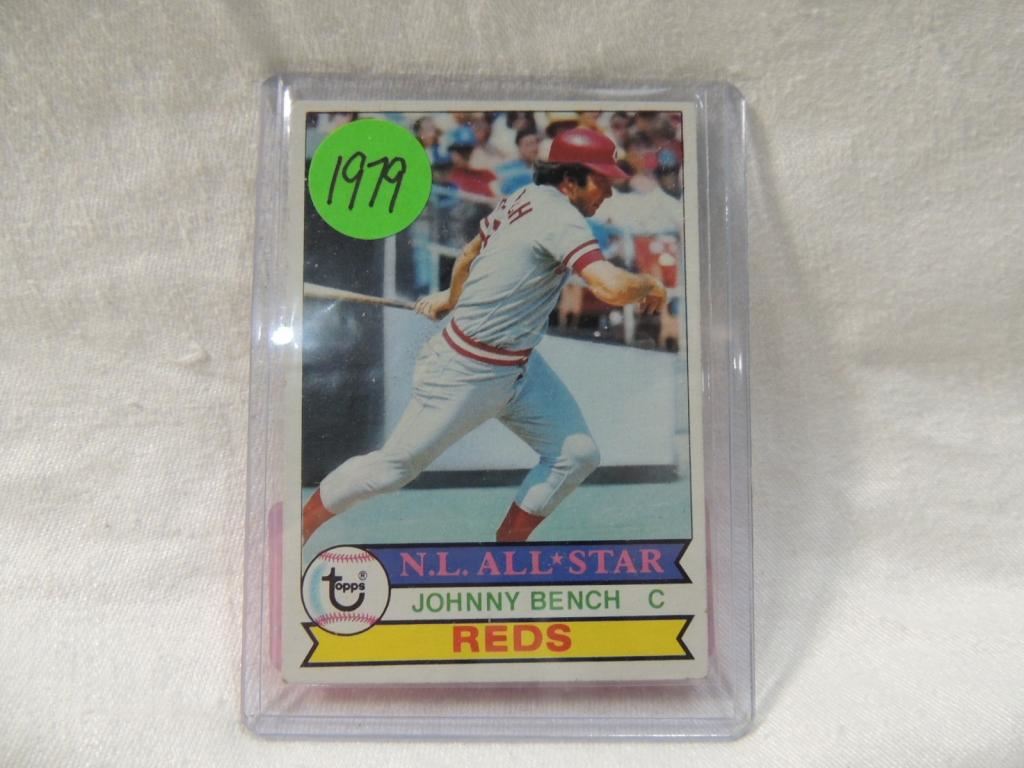 1979
N.L. ALL★STAR
topps®
JOHNNY BENCH C
REDS